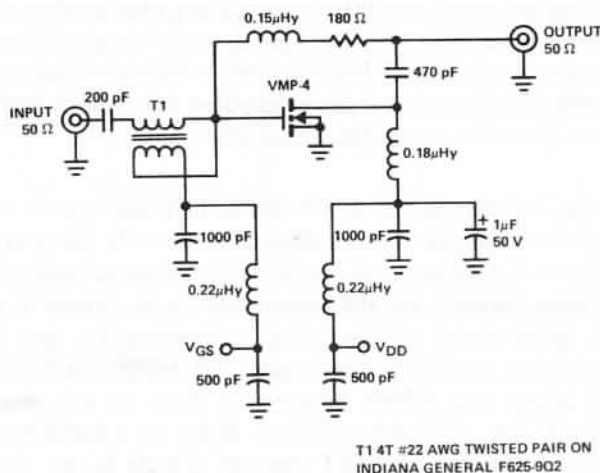 0.15μHy
180 Ω
OUTPUT
50 Ω
200 pF
T1
VMP-4
470 pF
INPUT
50 Ω
0.18μHy
1000 pF
1000 pF
+
1μF
50 V
0.22μHy
0.22μHy
VGS
VDD
500 pF
500 pF
T1 4T #22 AWG TWISTED PAIR ON
INDIANA GENERAL F625-9Q2